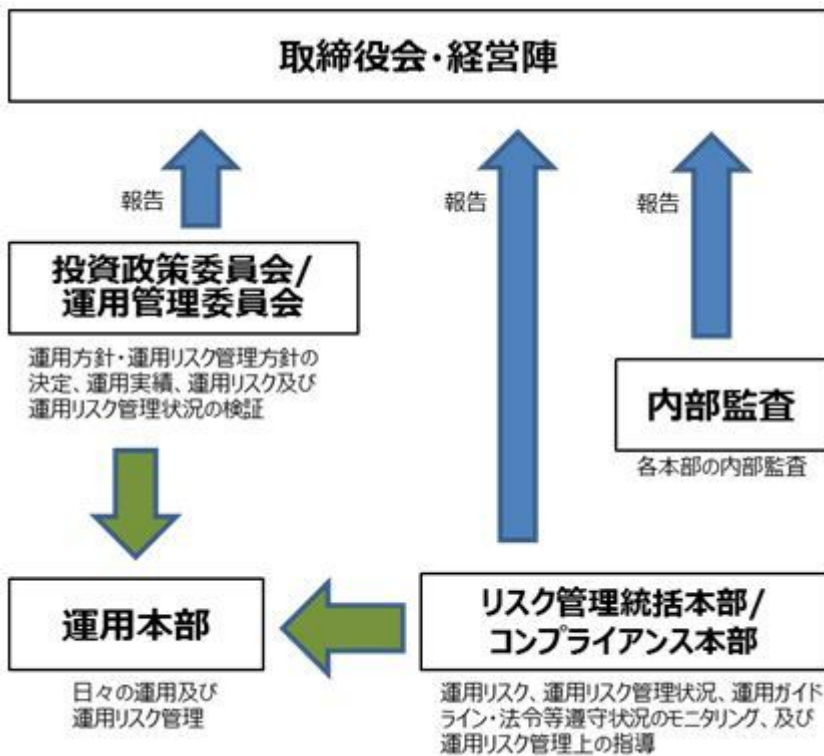 取締役会・経営陣
報告
報告
報告
投資政策委員会/
運用管理委員会
運用方針・運用リスク管理方針の
決定、運用実績、運用リスク及び
運用リスク管理状況の検証
内部監査
各本部の内部監査
運用本部
日々の運用及び
運用リスク管理
リスク管理統括本部/
コンプライアンス本部
運用リスク、運用リスク管理状況、運用ガイド
ライン・法令等遵守状況のモニタリング、及び
運用リスク管理上の指導